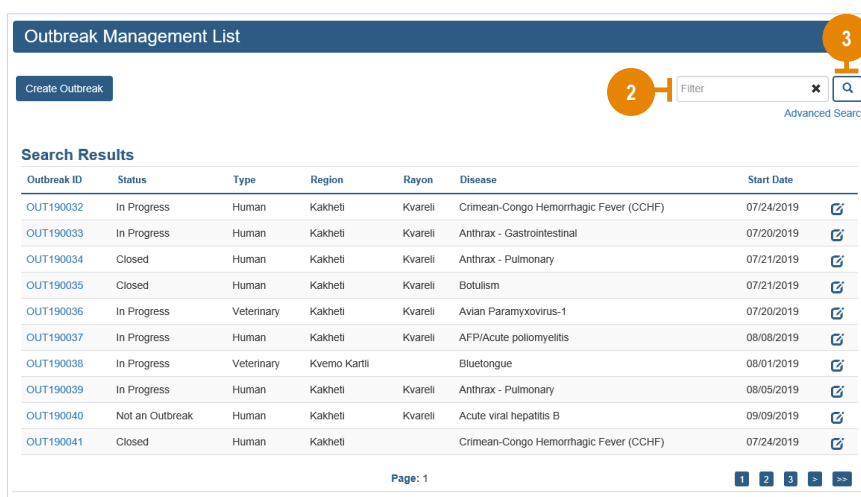 Outbreak Management List
3
Create Outbreak
2
Filter
Advanced Searc
Search Results
Outbreak ID Status Type Region Rayon Disease Start Date
OUT190032 In Progress Human Kakheti Kvareli Crimean-Congo Hemorrhagic Fever (CCHF) 07/24/2019
OUT190033 In Progress Human Kakheti Kvareli Anthrax - Gastrointestinal 07/20/2019
OUT190034 Closed Human Kakheti Kvareli Anthrax - Pulmonary 07/21/2019
OUT190035 Closed Human Kakheti Kvareli Botulism 07/21/2019
OUT190036 In Progress Veterinary Kakheti Kvareli Avian Paramyxovirus-1 07/20/2019
OUT190037 In Progress Human Kakheti Kvareli AFP/Acute poliomyelitis 08/08/2019
OUT190038 In Progress Veterinary Kvemo Kartli Bluetongue 08/01/2019
OUT190039 In Progress Human Kakheti Kvareli Anthrax - Pulmonary 08/05/2019
OUT190040 Not an Outbreak Human Kakheti Kvareli Acute viral hepatitis B 09/09/2019
OUT190041 Closed Human Kakheti Crimean-Congo Hemorrhagic Fever (CCHF) 07/24/2019
Page: 1 1 2 3 > >>